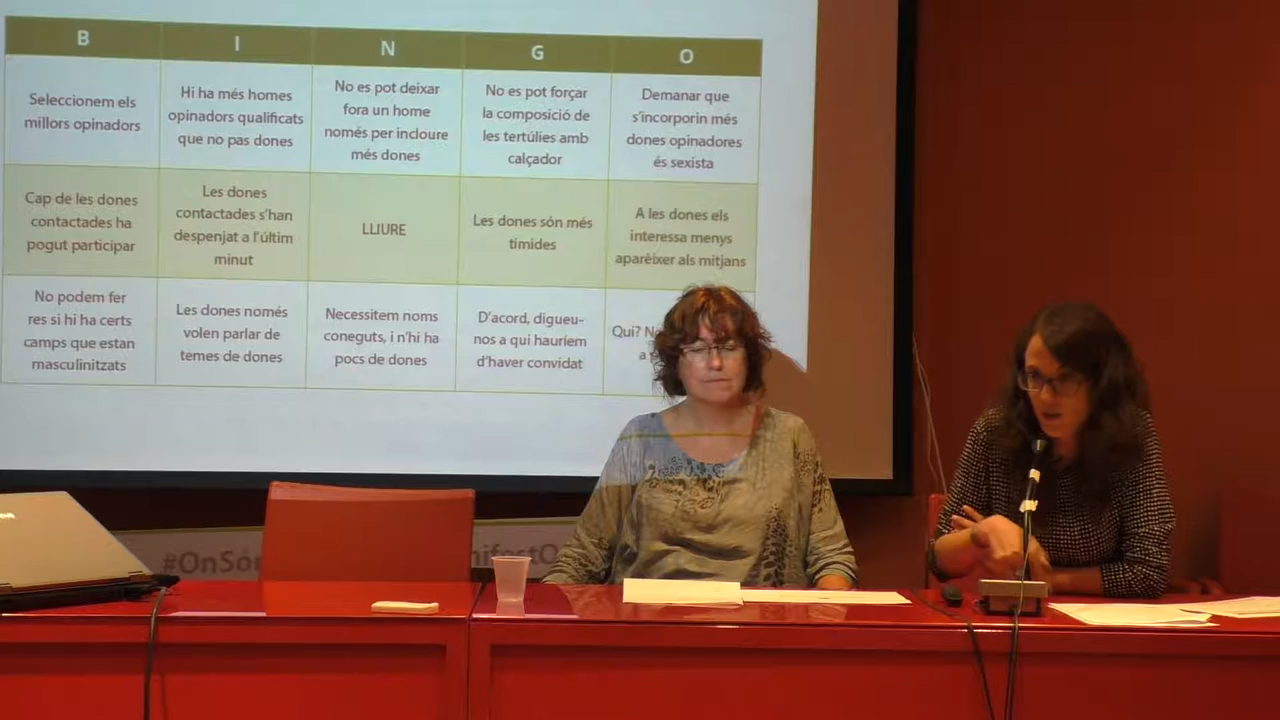 B I N G O
Seleccionem els
millors opinadors
Hi ha més homes
opinadors qualificats
que no pas dones
No es pot deixar
fora un home
només per incloure
més dones
No es pot forçar
la composició de
les tertúlies amb
calçador
Demanar que
s'incorporin més
dones opinadores
és sexista
Cap de les dones
contactades ha
pogut participar
Les dones
contactades s'han
despenjat a l'últim
minut
LLIURE
Les dones són més
tímides
A les dones els
interessa menys
aparèixer als mitjans
No podem fer
res si hi ha certs
camps que estan
masculinitzats
Les dones només
volen parlar de
temes de dones
Necessitem noms
coneguts, i n'hi ha
pocs de dones
D'acord, digueu-
nos a qui hauríem
d'haver convidat
Qui?
a